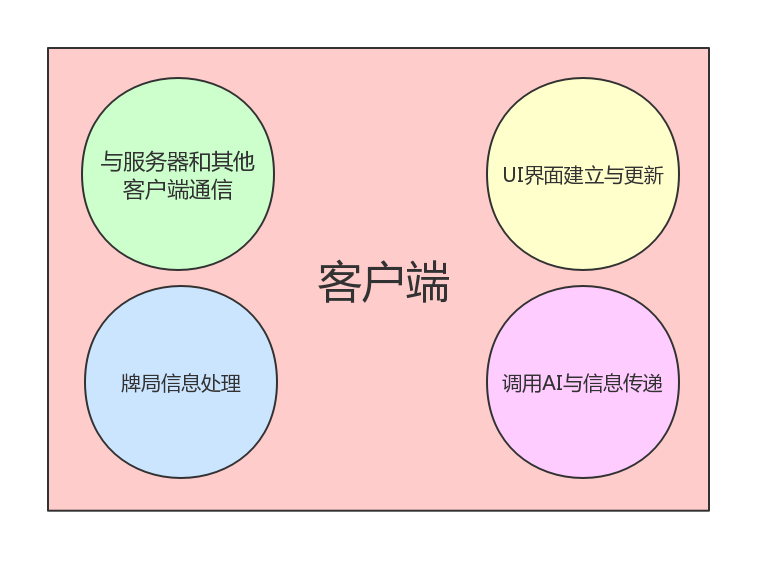 与服务器和其他
客户端通信
UI界面建立与更新
客户端
牌局信息处理
调用AI与信息传递